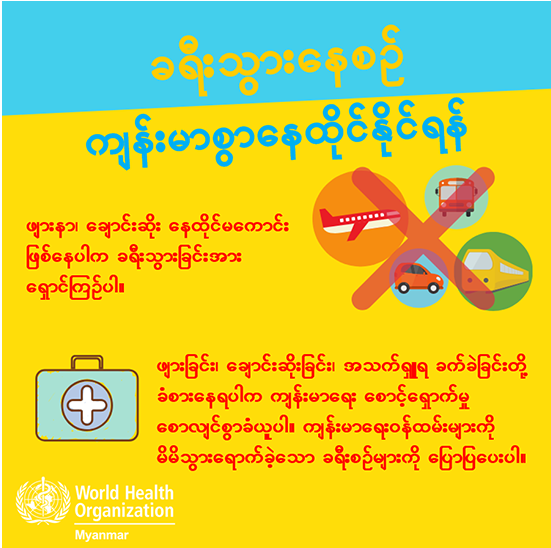 ခရီးသွားနေစဉ်
ကျန်းမာစွာနေထိုင်နိုင်ရန်
ဖျားနာ၊ ချောင်းဆိုး နေထိုင်မကောင်း
ဖြစ်နေပါက ခရီးသွားခြင်းအား
ရှောင်ကြဉ်ပါ။
ဖျားခြင်း၊ ချောင်းဆိုးခြင်း၊ အသက်ရှူရ ခက်ခဲခြင်းတို့
ခံစားနေရပါက ကျန်းမာရေး စောင့်ရှောက်မှု
စောလျင်စွာခံယူပါ။ ကျန်းမာရေးဝန်ထမ်းများကို
မိမိသွားရောက်ခဲ့သော ခရီးစဉ်များကို ပြောပြပေးပါ။
World Health
Organization
Myanmar